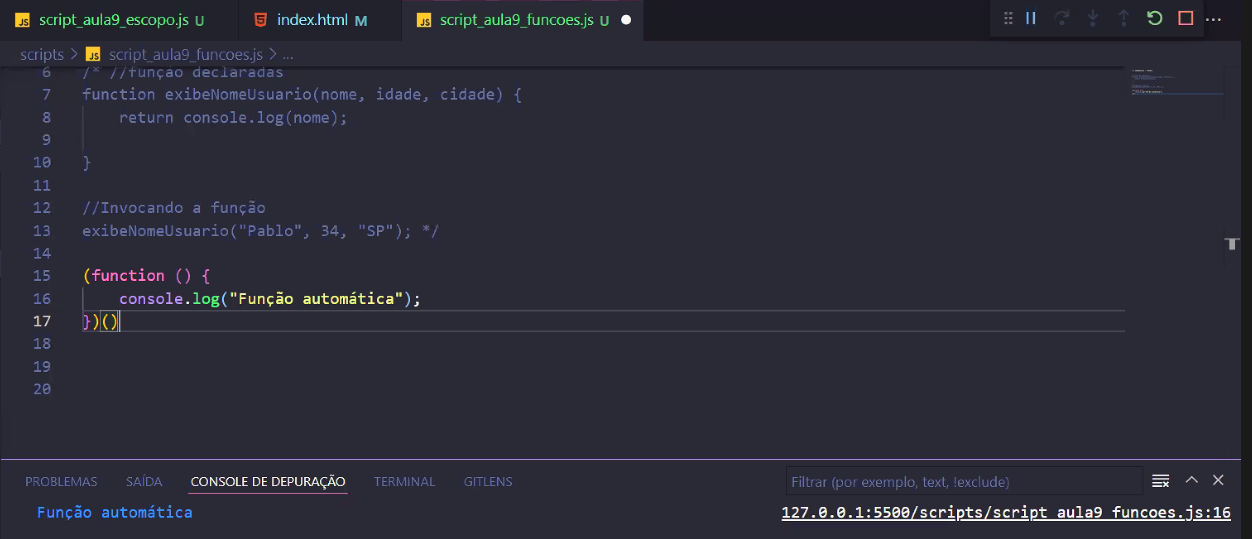 JS script_aula9_escopo.js U
index.html M
JS script_aula9_funcoes.js U
scripts > JS script_aula9_funcoes.js > ...
6 /* //função declaradas
7 function exibeNomeUsuario(nome, idade, cidade) {
8 return console.log(nome);
9
10 }
11
12 //Invocando a função
13 exibeNomeUsuario("Pablo", 34, "SP"); */
14
15 (function () {
16 console.log("Função automática");
17 })()
18
19
20
PROBLEMAS SAÍDA CONSOLE DE DEPURAÇÃO TERMINAL GITLENS Filtrar (por exemplo, text, !exclude)
Função automática 127.0.0.1:5500/scripts/script_aula9_funcoes.js:16